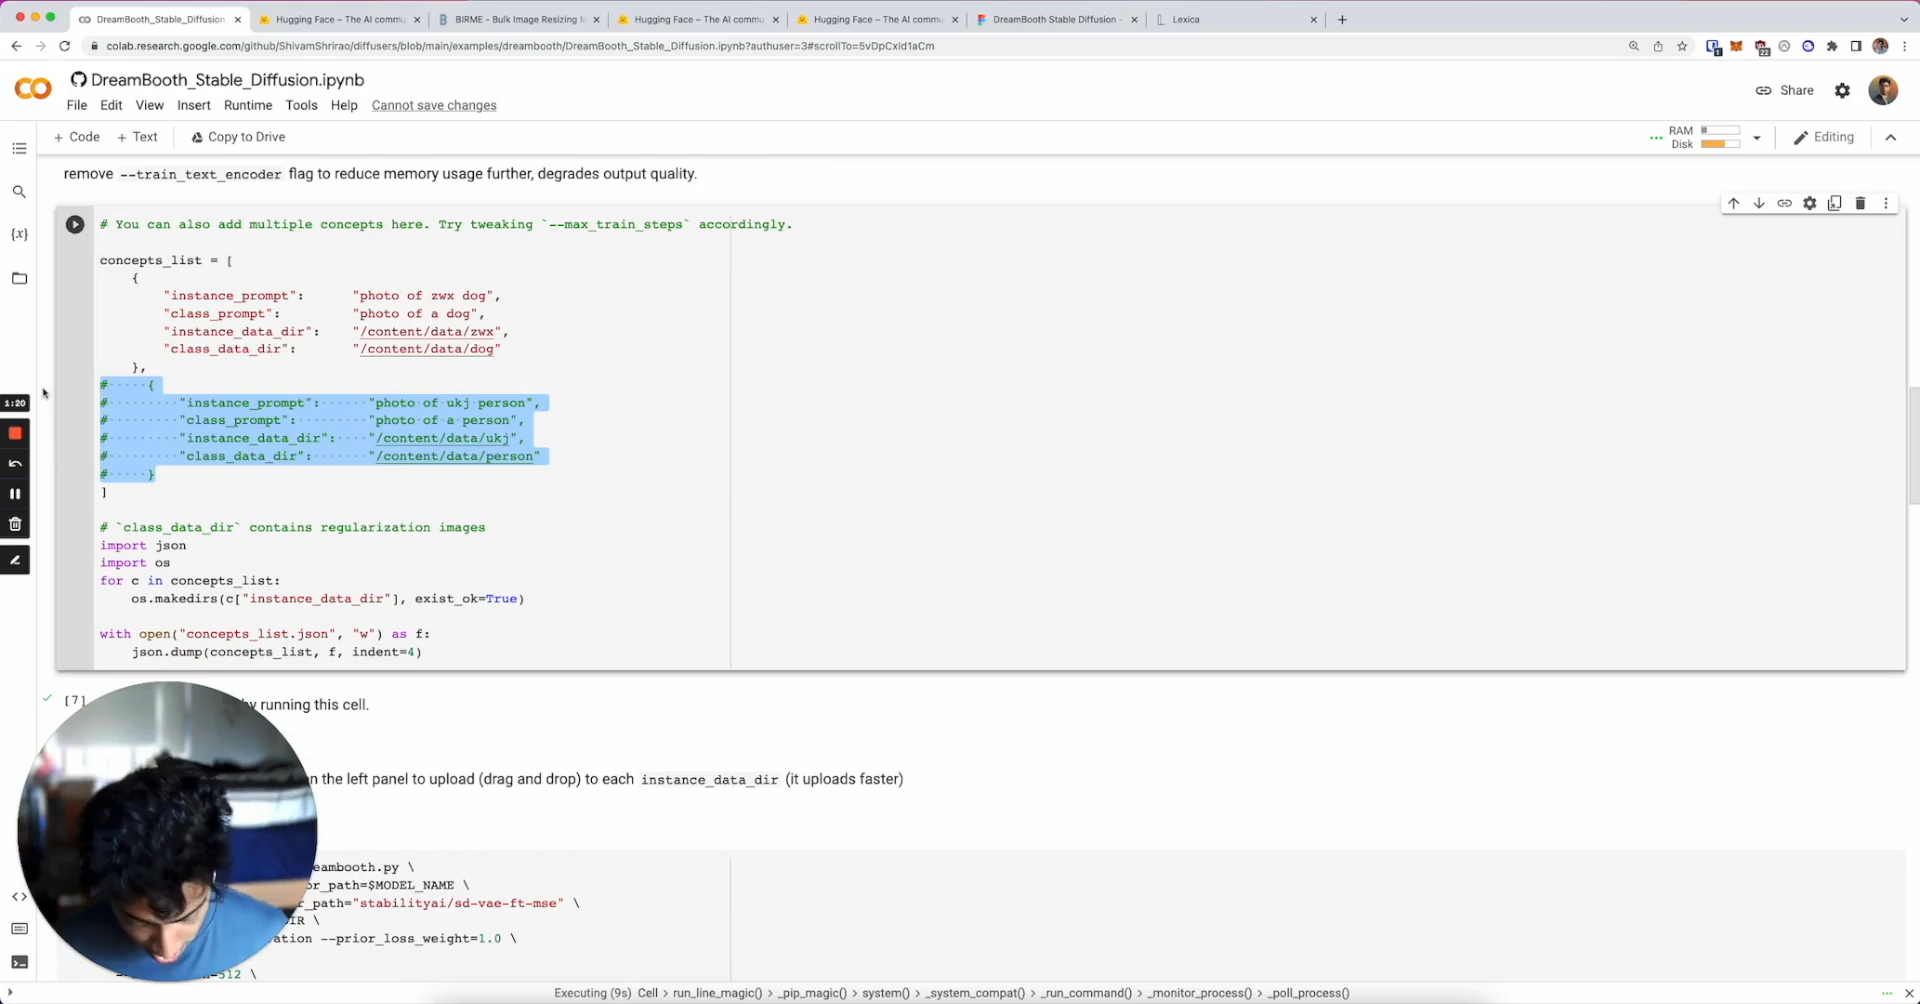 DreamBooth_Stable_Diffusion.
Hugging Face – The AI commu
BIRME - Bulk Image Resizing M
Hugging Face – The AI commu
Hugging Face – The AI commu
DreamBooth Stable Diffusion –
Lexica
colab.research.google.com/github/ShivamShrirao/diffusers/blob/main/examples/dreambooth/DreamBooth_Stable_Diffusion.ipynb?authuser=3#scrollTo=5vDpCxId1aCm
1
22
CO
DreamBooth_Stable_Diffusion.ipynb
File Edit View Insert Runtime Tools Help Cannot save changes
Share
+ Code + Text Copy to Drive
RAM
Disk
Editing
remove --train_text_encoder flag to reduce memory usage further, degrades output quality.
# You can also add multiple concepts here. Try tweaking `--max_train_steps` accordingly.
concepts_list = [
{
"instance_prompt": "photo of zwx dog",
"class_prompt": "photo of a dog",
"instance_data_dir": "/content/data/zwx",
"class_data_dir": "/content/data/dog"
},
# {
# "instance_prompt": "photo of ukj person",
# "class_prompt": "photo of a person",
# "instance_data_dir": "/content/data/ukj",
# "class_data_dir": "/content/data/person"
# }
]
1:20
# `class_data_dir` contains regularization images
import json
import os
for c in concepts_list:
os.makedirs(c["instance_data_dir"], exist_ok=True)
with open("concepts_list.json", "w") as f:
json.dump(concepts_list, f, indent=4)
[7]
by running this cell.
n the left panel to upload (drag and drop) to each instance_data_dir (it uploads faster)
eambooth.py \
or_path=$MODEL_NAME \
r_path="stabilityai/sd-vae-ft-mse" \
IR \
ation --prior_loss_weight=1.0 \
=512 \
Executing (9s) Cell > run_line_magic() > _pip_magic() > system() > _system_compat() > _run_command() > _monitor_process() > _poll_process()